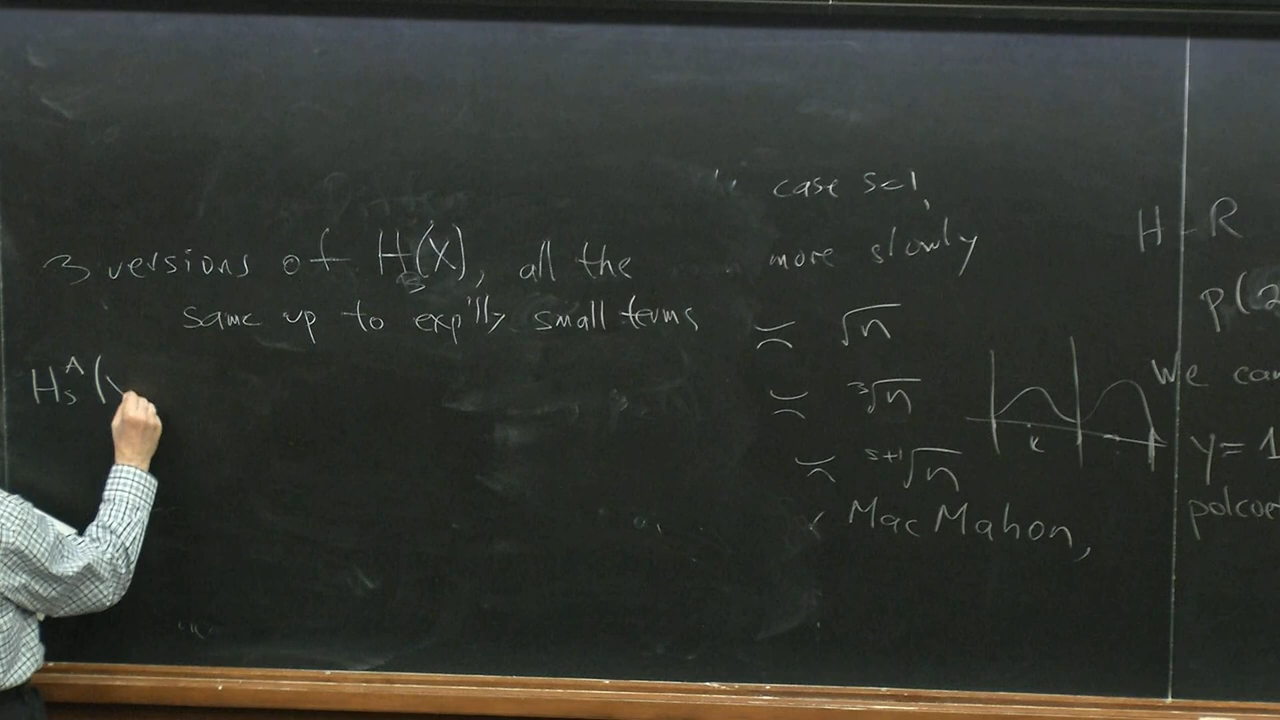 3 versions of H_s(X), all the
same up to exp'lly small terms
H_s^A(
case s=1,
more slowly
≍ √n
≍ ³√n
≍ ˢ⁺¹√n
MacMahon,
k
H-R
p(2
We can
y=1
polcoe